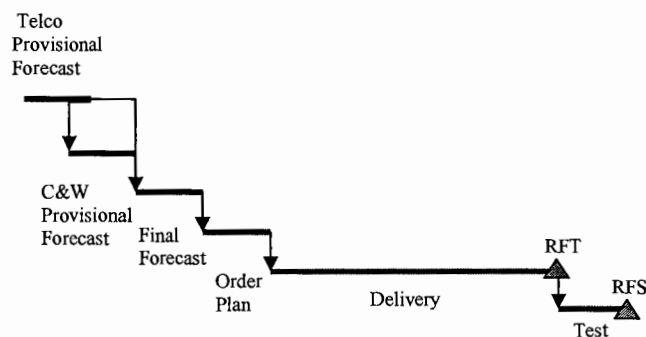 Telco
Provisional
Forecast
C&W
Provisional
Forecast
Final
Forecast
Order
Plan
Delivery
RFT
RFS
Test